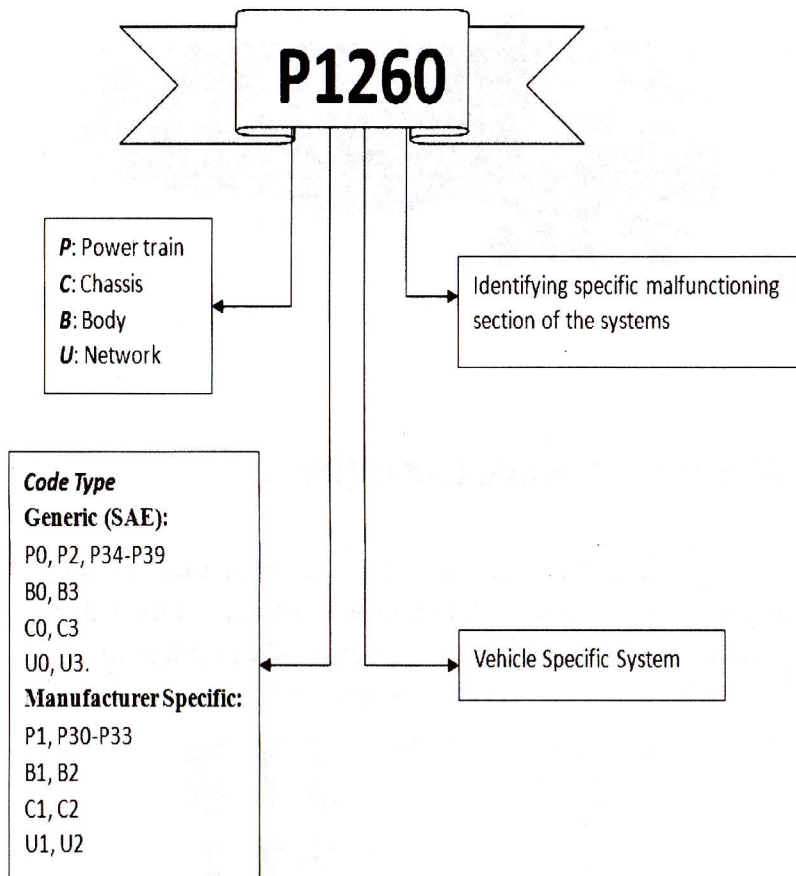 P1260
P: Power train
C: Chassis
B: Body
U: Network
Identifying specific malfunctioning
section of the systems
Code Type
Generic (SAE):
P0, P2, P34-P39
B0, B3
C0, C3
U0, U3.
Manufacturer Specific:
P1, P30-P33
B1, B2
C1, C2
U1, U2
Vehicle Specific System